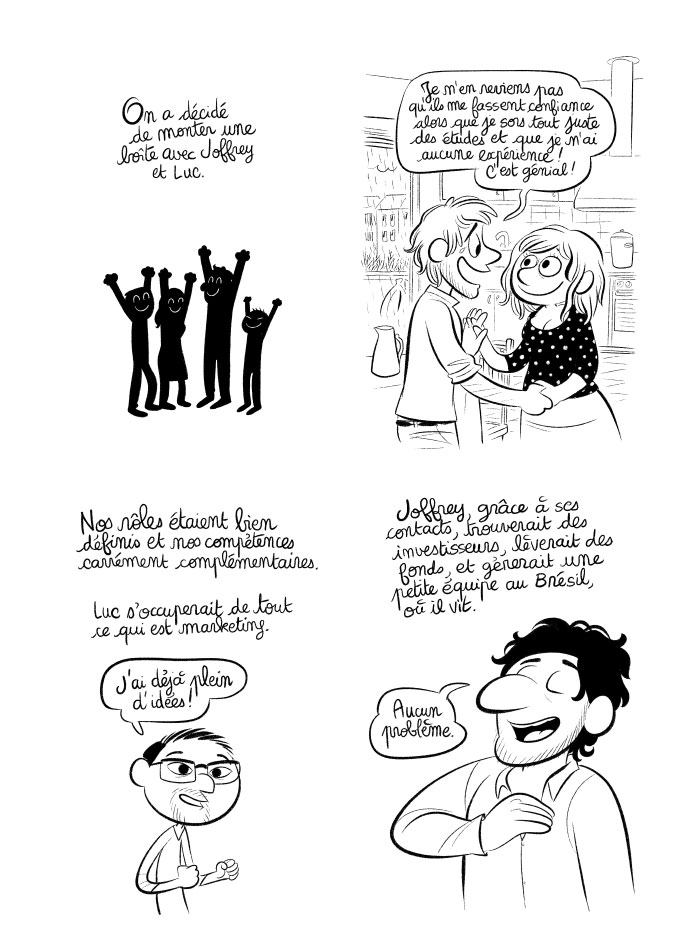 On a décidé
de monter une
boîte avec Joffrey
et Luc.
Je n'en reviens pas
qu'ils me fassent confiance
alors que je sors tout juste
des études et que je n'ai
aucune expérience !
C'est génial !
Nos rôles étaient bien
définis et nos compétences
carrément complémentaires.
Luc s'occuperait de tout
ce qui est marketing.
J'ai déjà plein
d'idées !
Joffrey, grâce à ses
contacts, trouverait des
investisseurs, lèverait des
fonds, et gérerait une
petite équipe au Brésil,
où il vit.
Aucun
problème.